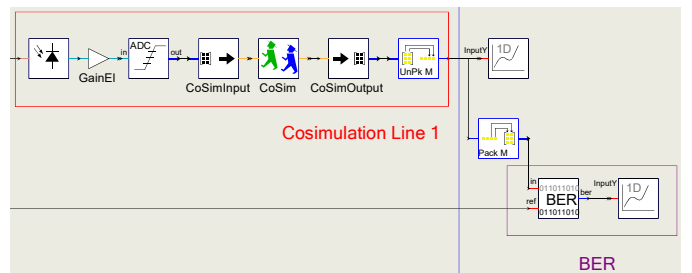 GainEl
in
ADC
out
CoSimInput
CoSim
CoSimOutput
UnPk M
InputY
1D
Cosimulation Line 1
Pack M
in
ref
011011010
BER
011011010
ber
InputY
1D
BER